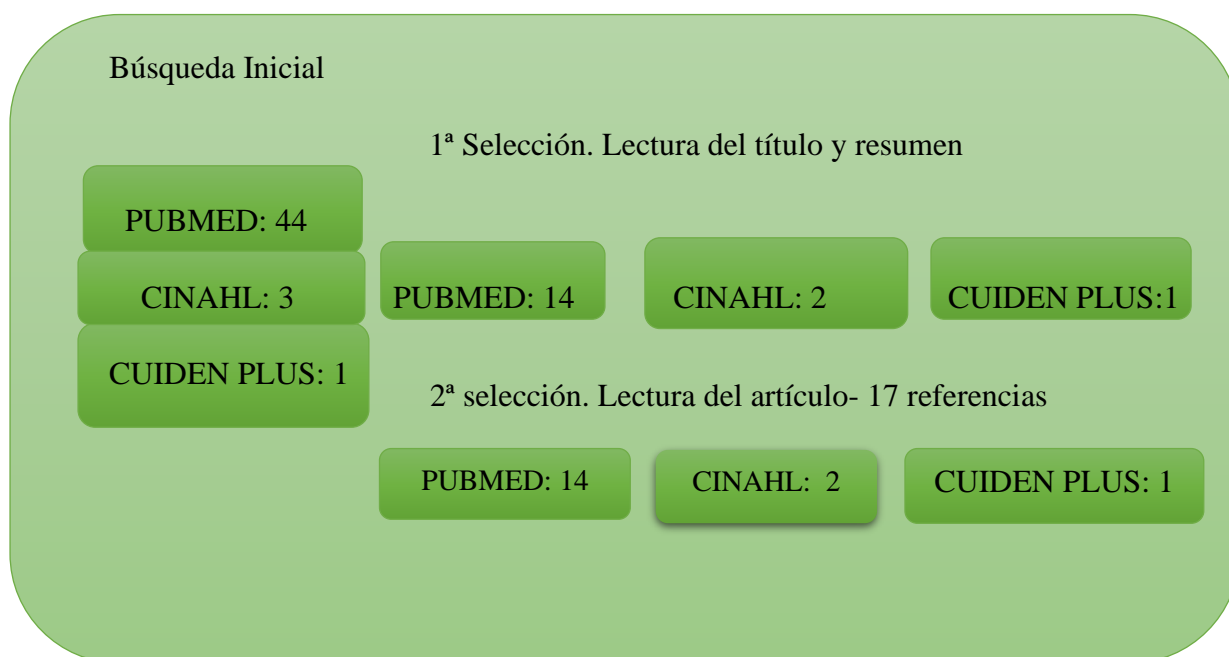 Búsqueda Inicial
1ª Selección. Lectura del título y resumen
PUBMED: 44
CINAHL: 3
CUIDEN PLUS: 1
PUBMED: 14
CINAHL: 2
CUIDEN PLUS:1
2ª selección. Lectura del artículo- 17 referencias
PUBMED: 14
CINAHL: 2
CUIDEN PLUS: 1